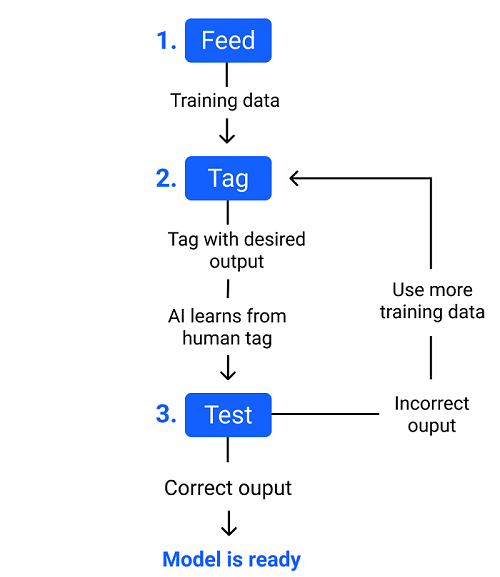 1. Feed
Training data
2. Tag
Tag with desired
output
AI learns from
human tag
Use more
training data
3. Test
Incorrect
ouput
Correct ouput
Model is ready